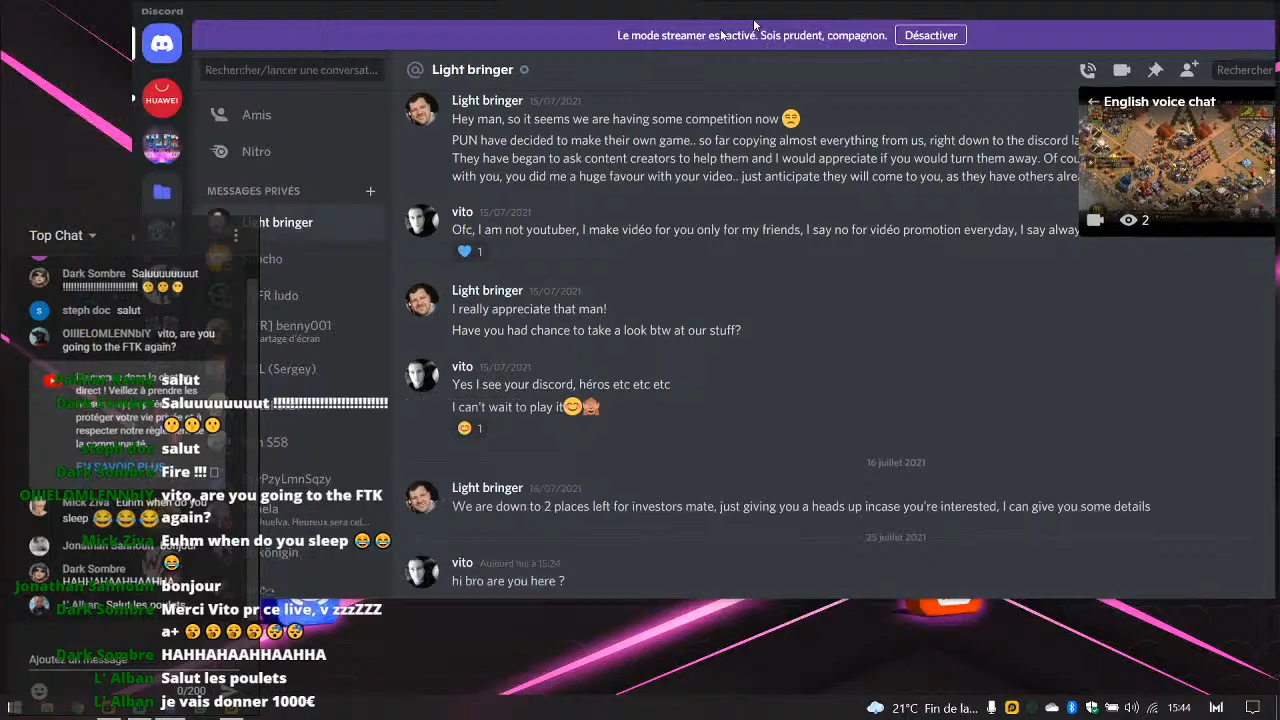 Discord
Le mode streamer est activé. Sois prudent, compagnon.
Désactiver
Rechercher/lancer une conversat...
Light bringer
Rechercher
HUAWEI
Amis
Nitro
MESSAGES PRIVÉS
Light bringer
FR ludo
] benny001
artage d'écran
L (Sergey)
558
PzyLmnSqzy
huelva. Heureux sera cel...
königin
Light bringer 15/07/2021
Hey man, so it seems we are having some competition now
PUN have decided to make their own game.. so far copying almost everything from us, right down to the discord la
They have began to ask content creators to help them and I would appreciate if you would turn them away. Of cou
with you, you did me a huge favour with your video.. just anticipate they will come to you, as they have others alre
English voice chat
2
vito 15/07/2021
Ofc, I am not youtuber, I make vidéo for you only for my friends, I say no for vidéo promotion everyday, I say alway
💙 1
Light bringer 15/07/2021
I really appreciate that man!
Have you had chance to take a look btw at our stuff?
vito 15/07/2021
Yes I see your discord, héros etc etc etc
I can't wait to play it😊🙈
😊 1
16 juillet 2021
Light bringer 16/07/2021
We are down to 2 places left for investors mate, just giving you a heads up incase you're interested, I can give you some details
25 juillet 2021
vito Aujourd'hui à 15:24
hi bro are you here ?
Top Chat
Dark Sombre Saluuuuuuuut
!!!!!!!!!!!!!!!!!!!!!!!!!!!!
steph doc salut
OIIIELOMLENNbIY vito, are you
going to the FTK again?
direct ! Veillez à prendre les
protéger votre vie privée et à
respecter notre règlement de
la communauté.
EN SAVOIR PLUS
Mick Ziva Euhm when do you
sleep 😂😂😂
Jonathan Sannoun bonjour
Dark Sombre
HAHHAHAAHHAAHHA
L' Alban Salut les poulets
Ajoutez un message
0/200
salut
Dark Sombre Saluuuuuuuut !!!!!!!!!!!!!!!!!!!!!!!!!!!!
steph doc salut
Dark Sombre Fire !!!
OIIIELOMLENNbIY vito, are you going to the FTK
again?
Mick Ziva Euhm when do you sleep 😂😂
😂
Jonathan Sannoun bonjour
Dark Sombre Merci Vito pr ce live, v zzzZZZ
a+
Dark Sombre HAHHAHAAHHAAHHA
L' Alban Salut les poulets
L' Alban je vais donner 1000€
21°C Fin de la...
15:44